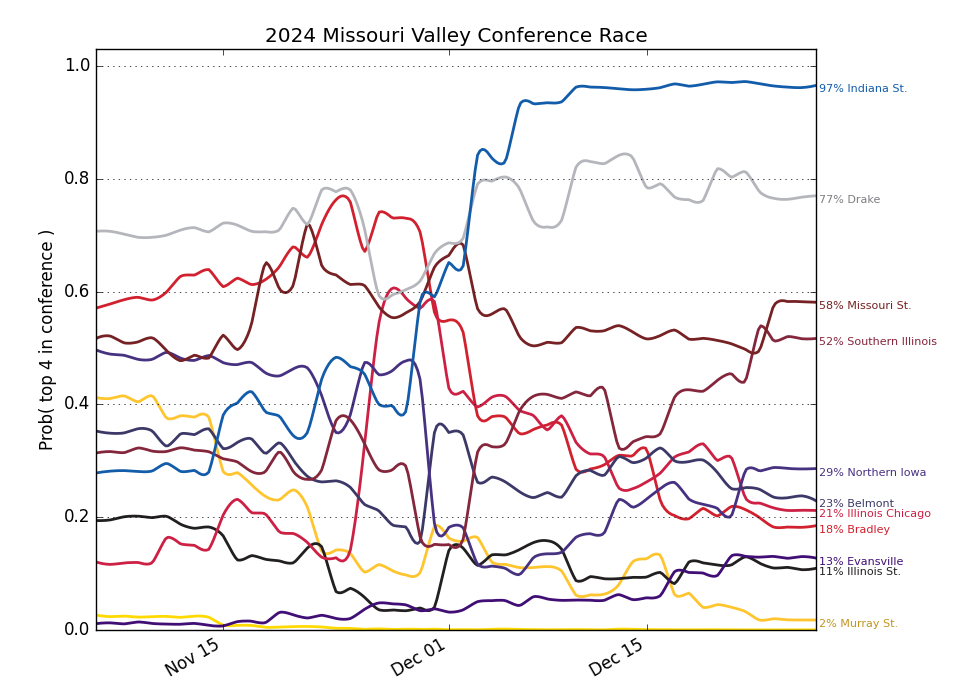 2024 Missouri Valley Conference Race
1.0
0.8
0.6
0.4
0.2
0.0
Prob( top 4 in conference )
Nov 15
Dec 01
Dec 15
97% Indiana St.
77% Drake
58% Missouri St.
52% Southern Illinois
29% Northern Iowa
23% Belmont
21% Illinois Chicago
18% Bradley
13% Evansville
11% Illinois St.
2% Murray St.